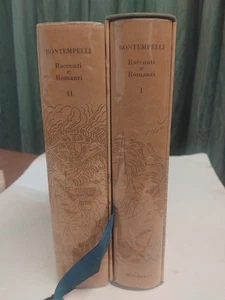 BONTEMPELLI
Racconti
e
Romanzi
II
BONTEMPELLI
Racconti
e
Romanzi
I